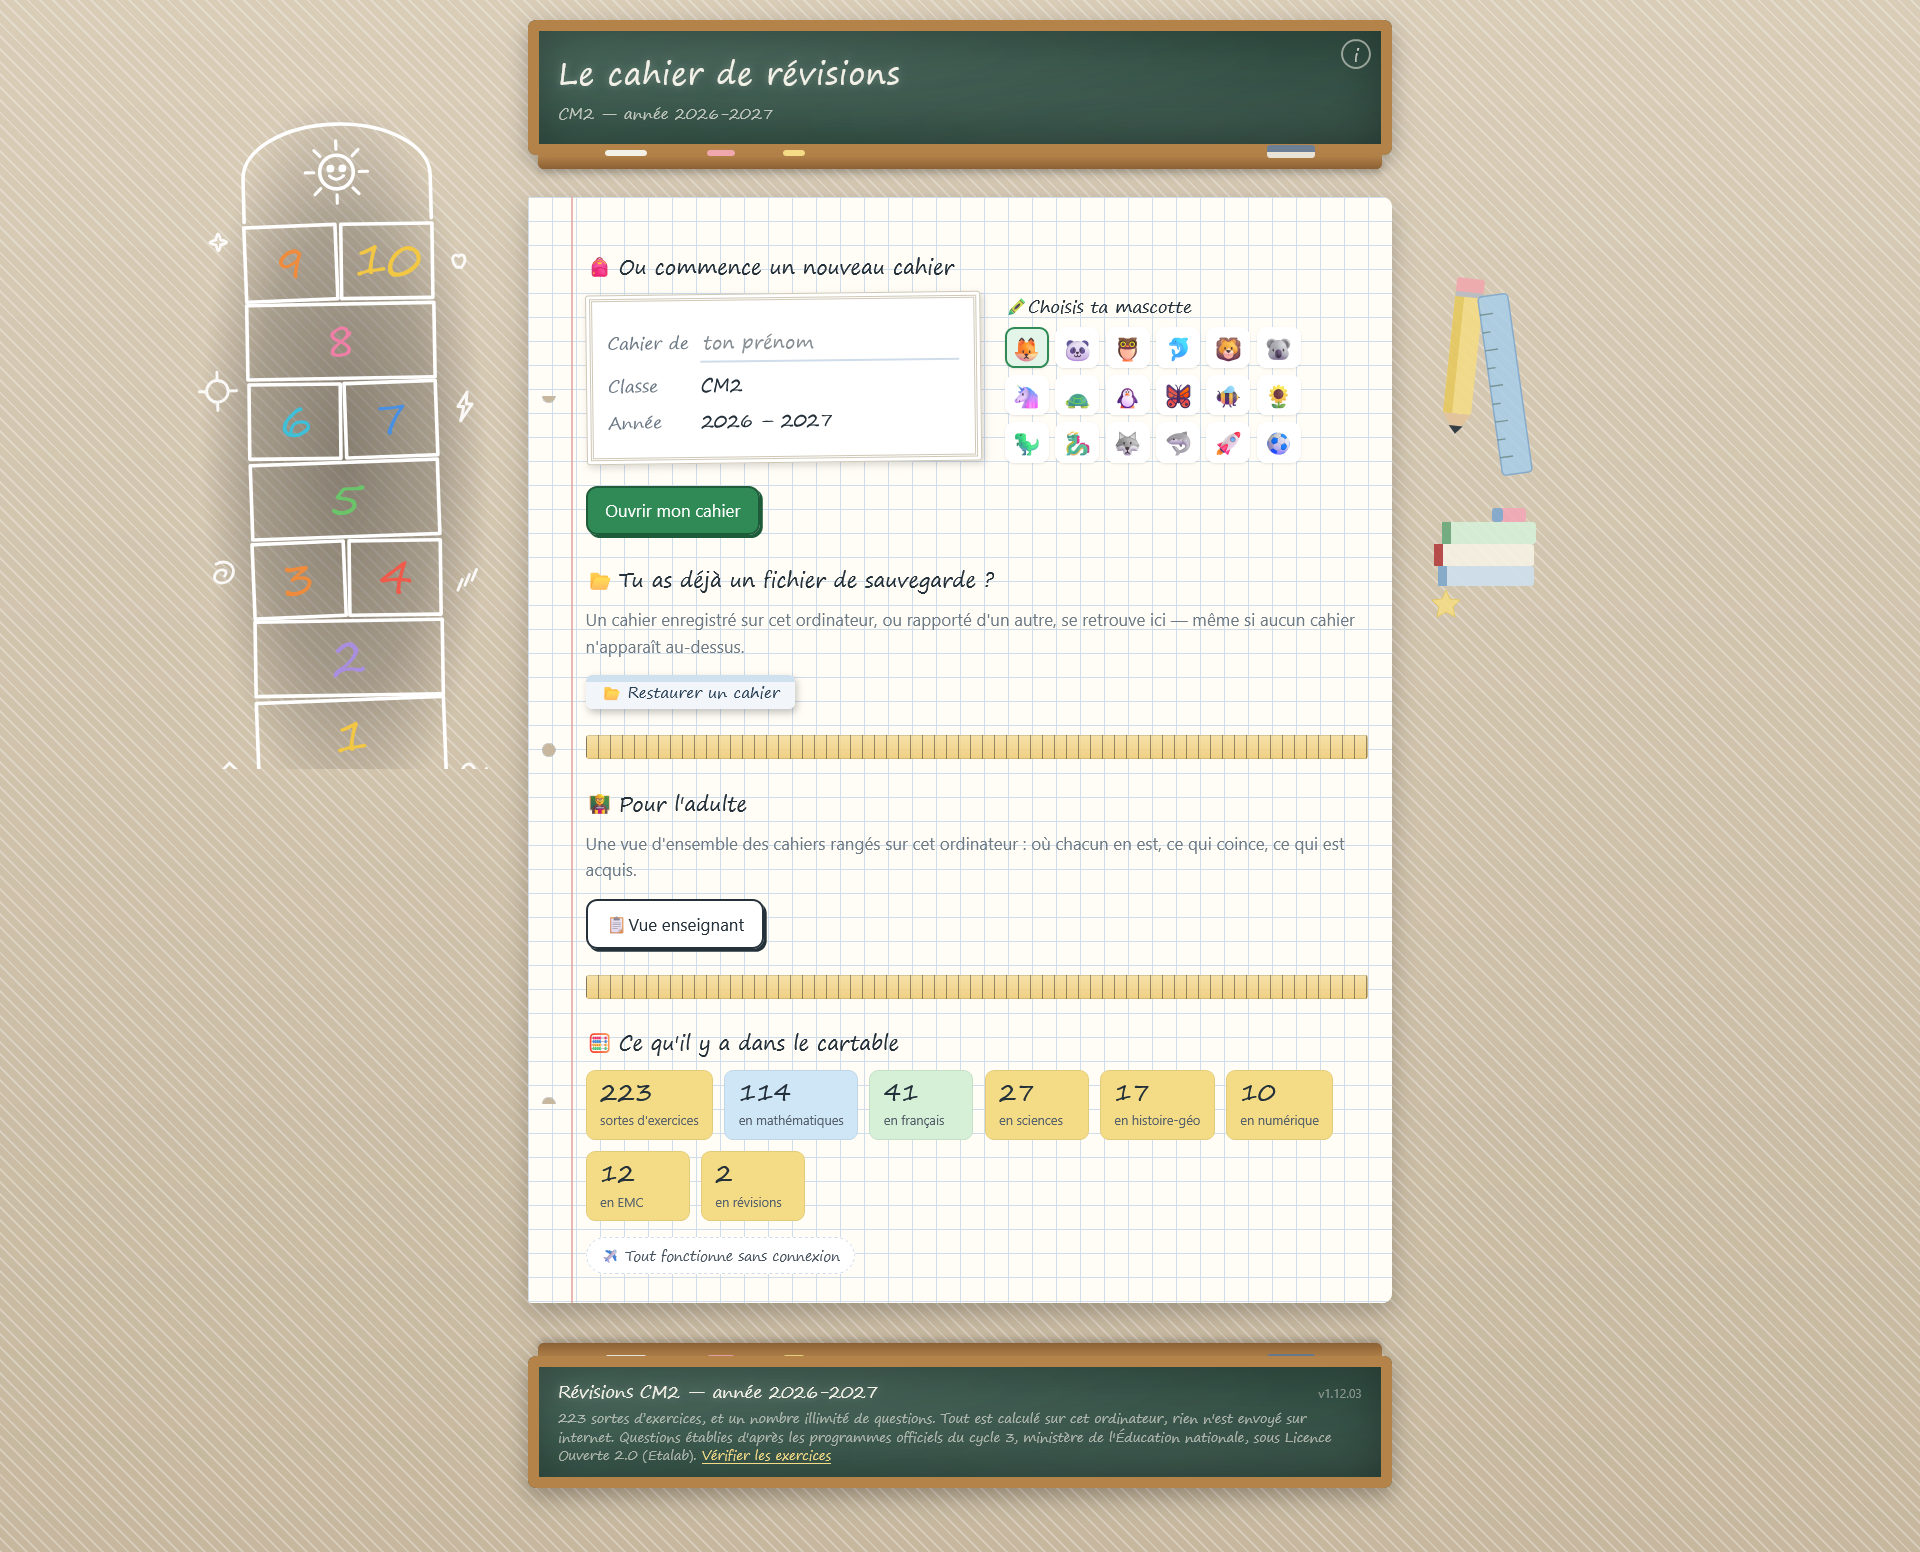 Le cahier de révisions
i
CM2 — année 2026-2027
9
10
8
6
7
5
3
4
2
1
Ou commence un nouveau cahier
Cahier de ton prénom
Classe CM2
Année 2026 – 2027
Choisis ta mascotte
Ouvrir mon cahier
Tu as déjà un fichier de sauvegarde ?
Un cahier enregistré sur cet ordinateur, ou rapporté d'un autre, se retrouve ici — même si aucun cahier
n'apparaît au-dessus.
Restaurer un cahier
Pour l'adulte
Une vue d'ensemble des cahiers rangés sur cet ordinateur : où chacun en est, ce qui coince, ce qui est
acquis.
Vue enseignant
Ce qu'il y a dans le cartable
223
sortes d'exercices
114
en mathématiques
41
en français
27
en sciences
17
en histoire-géo
10
en numérique
12
en EMC
2
en révisions
Tout fonctionne sans connexion
Révisions CM2 — année 2026-2027
v1.12.03
223 sortes d'exercices, et un nombre illimité de questions. Tout est calculé sur cet ordinateur, rien n'est envoyé sur
internet. Questions établies d'après les programmes officiels du cycle 3, ministère de l'Éducation nationale, sous Licence
Ouverte 2.0 (Etalab). Vérifier les exercices